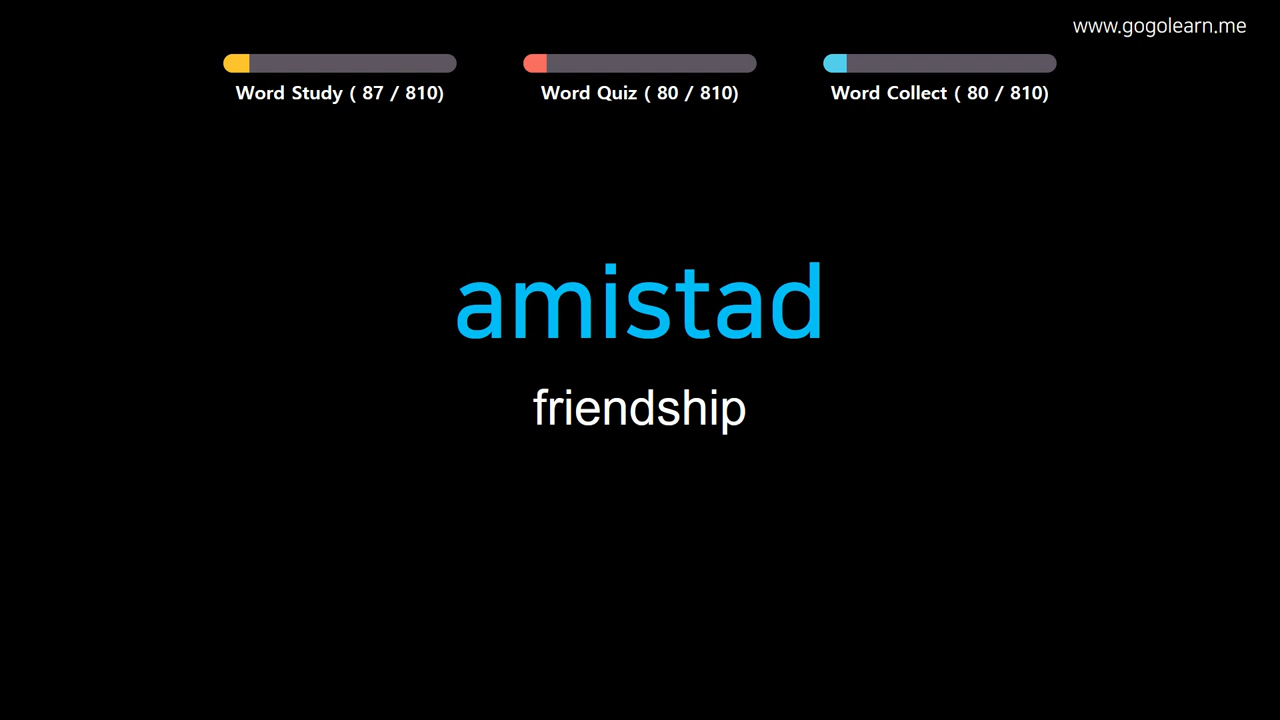 www.gogolearn.me
Word Study ( 87 / 810)
Word Quiz ( 80 / 810)
Word Collect ( 80 / 810)
amistad
friendship